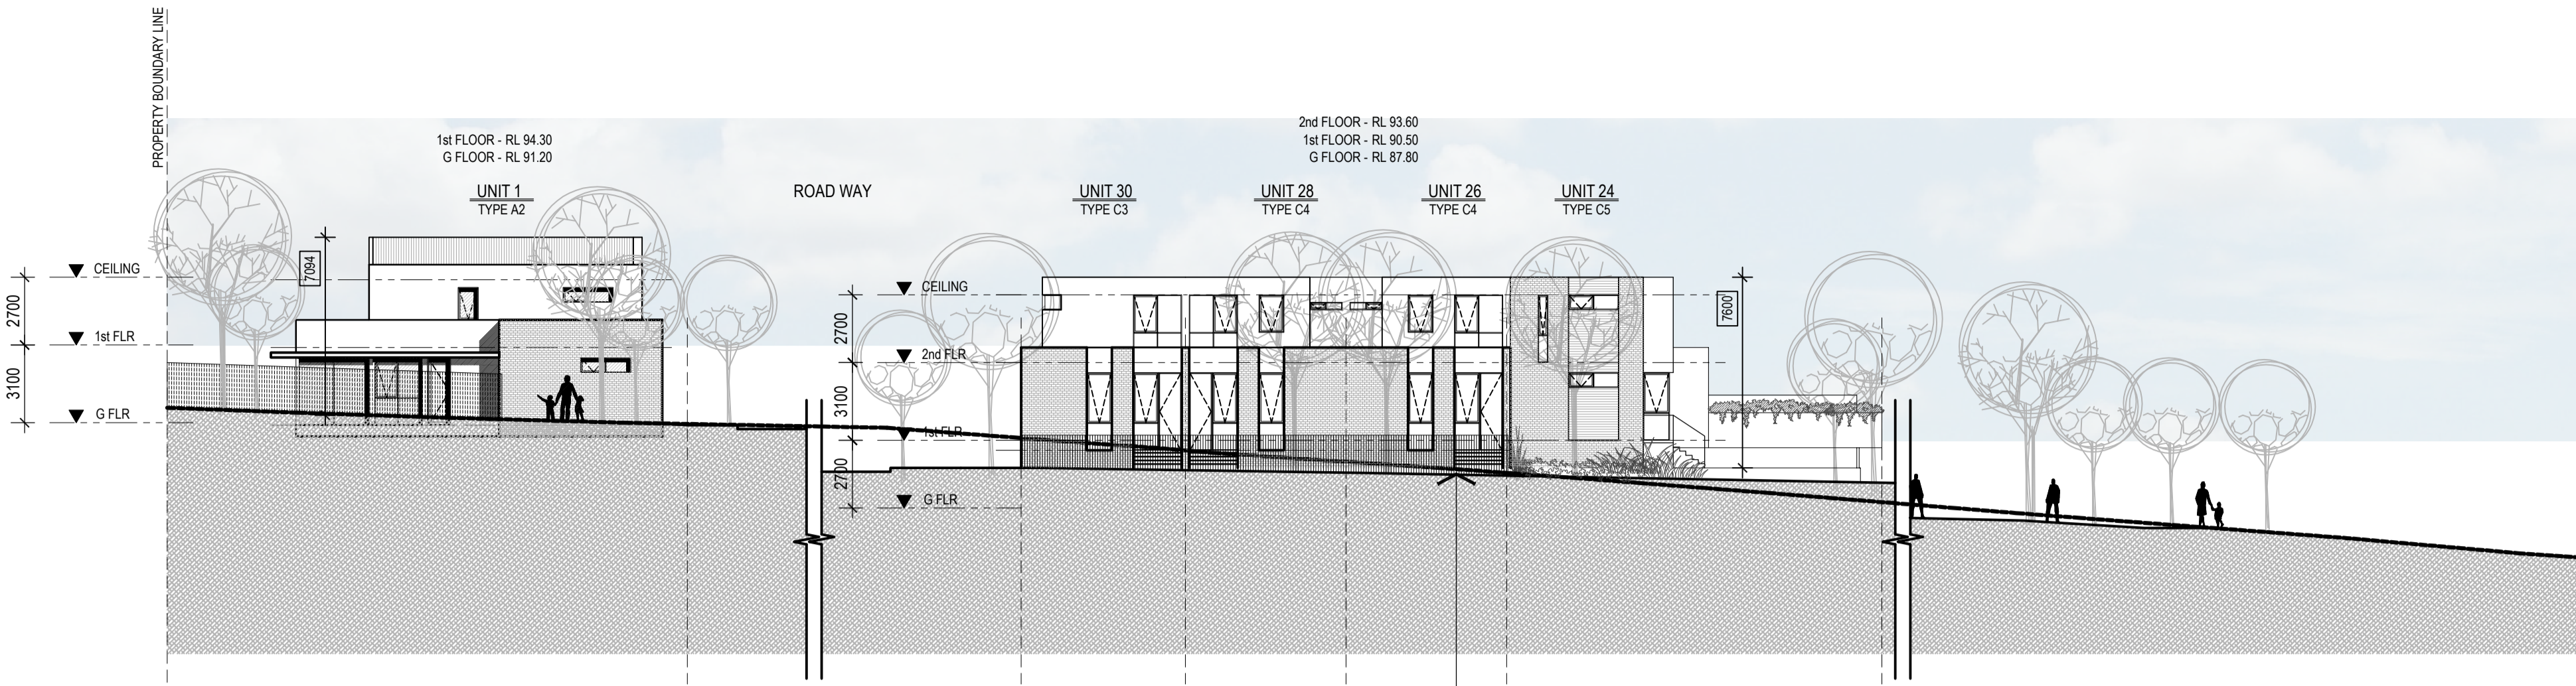 PROPERTY BOUNDARY LINE
1st FLOOR - RL 94.30
G FLOOR - RL 91.20
UNIT 1
TYPE A2
ROAD WAY
2nd FLOOR - RL 93.60
1st FLOOR - RL 90.50
G FLOOR - RL 87.80
UNIT 30
TYPE C3
UNIT 28
TYPE C4
UNIT 26
TYPE C4
UNIT 24
TYPE C5
CEILING
2700
1st FLR
3100
G FLR
7094
CEILING
2700
2nd FLR
3100
1st FLR
2700
G FLR
7600